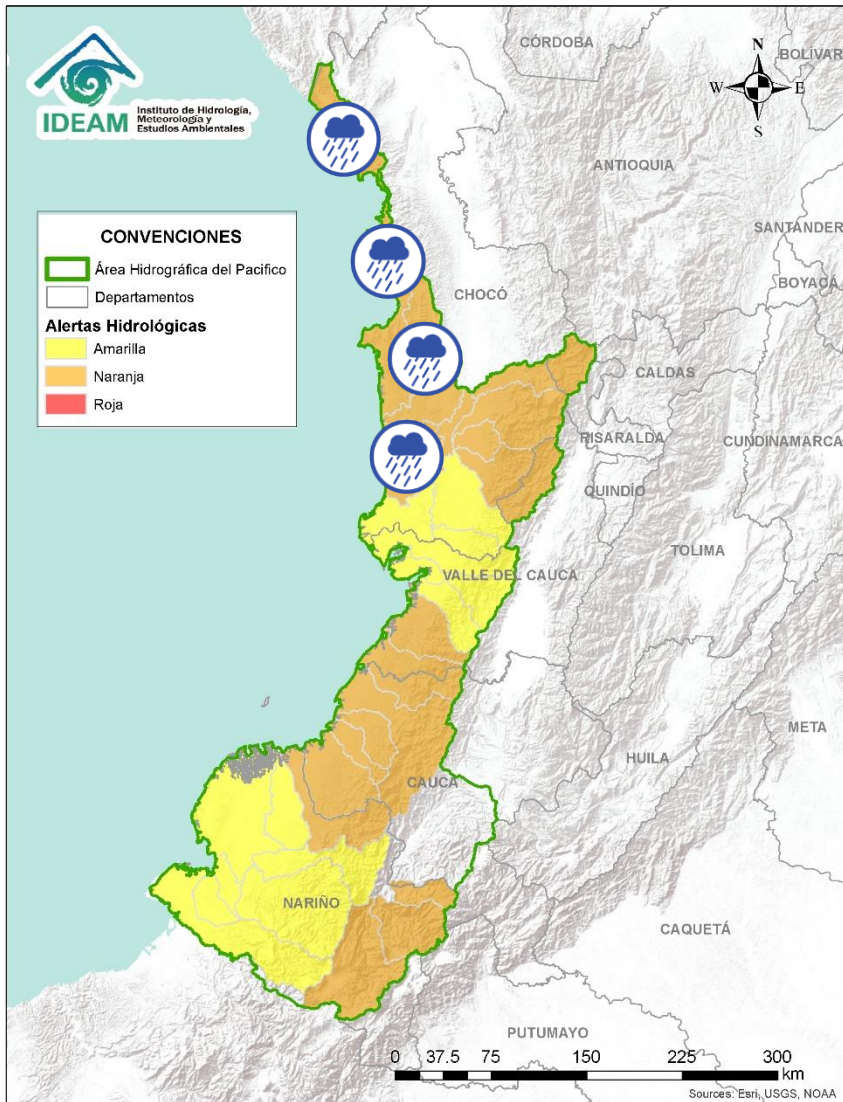 IDEAM
Instituto de Hidrología,
Meteorología y
Estudios Ambientales
CÓRDOBA
BOLÍVAR
N
W
E
S
ANTIOQUIA
SANTANDER
BOYACÁ
CHOCÓ
CONVENCIONES
Área Hidrográfica del Pacifico
Departamentos
Alertas Hidrológicas
Amarilla
Naranja
Roja
CALDAS
RISARALDA
CUNDINAMARCA
QUINDÍO
TOLIMA
VALLE DEL CAUCA
META
HUILA
CAUCA
NARIÑO
CAQUETÁ
PUTUMAYO
0 37.5 75 150 225 300
km
Sources: Esri, USGS, NOAA